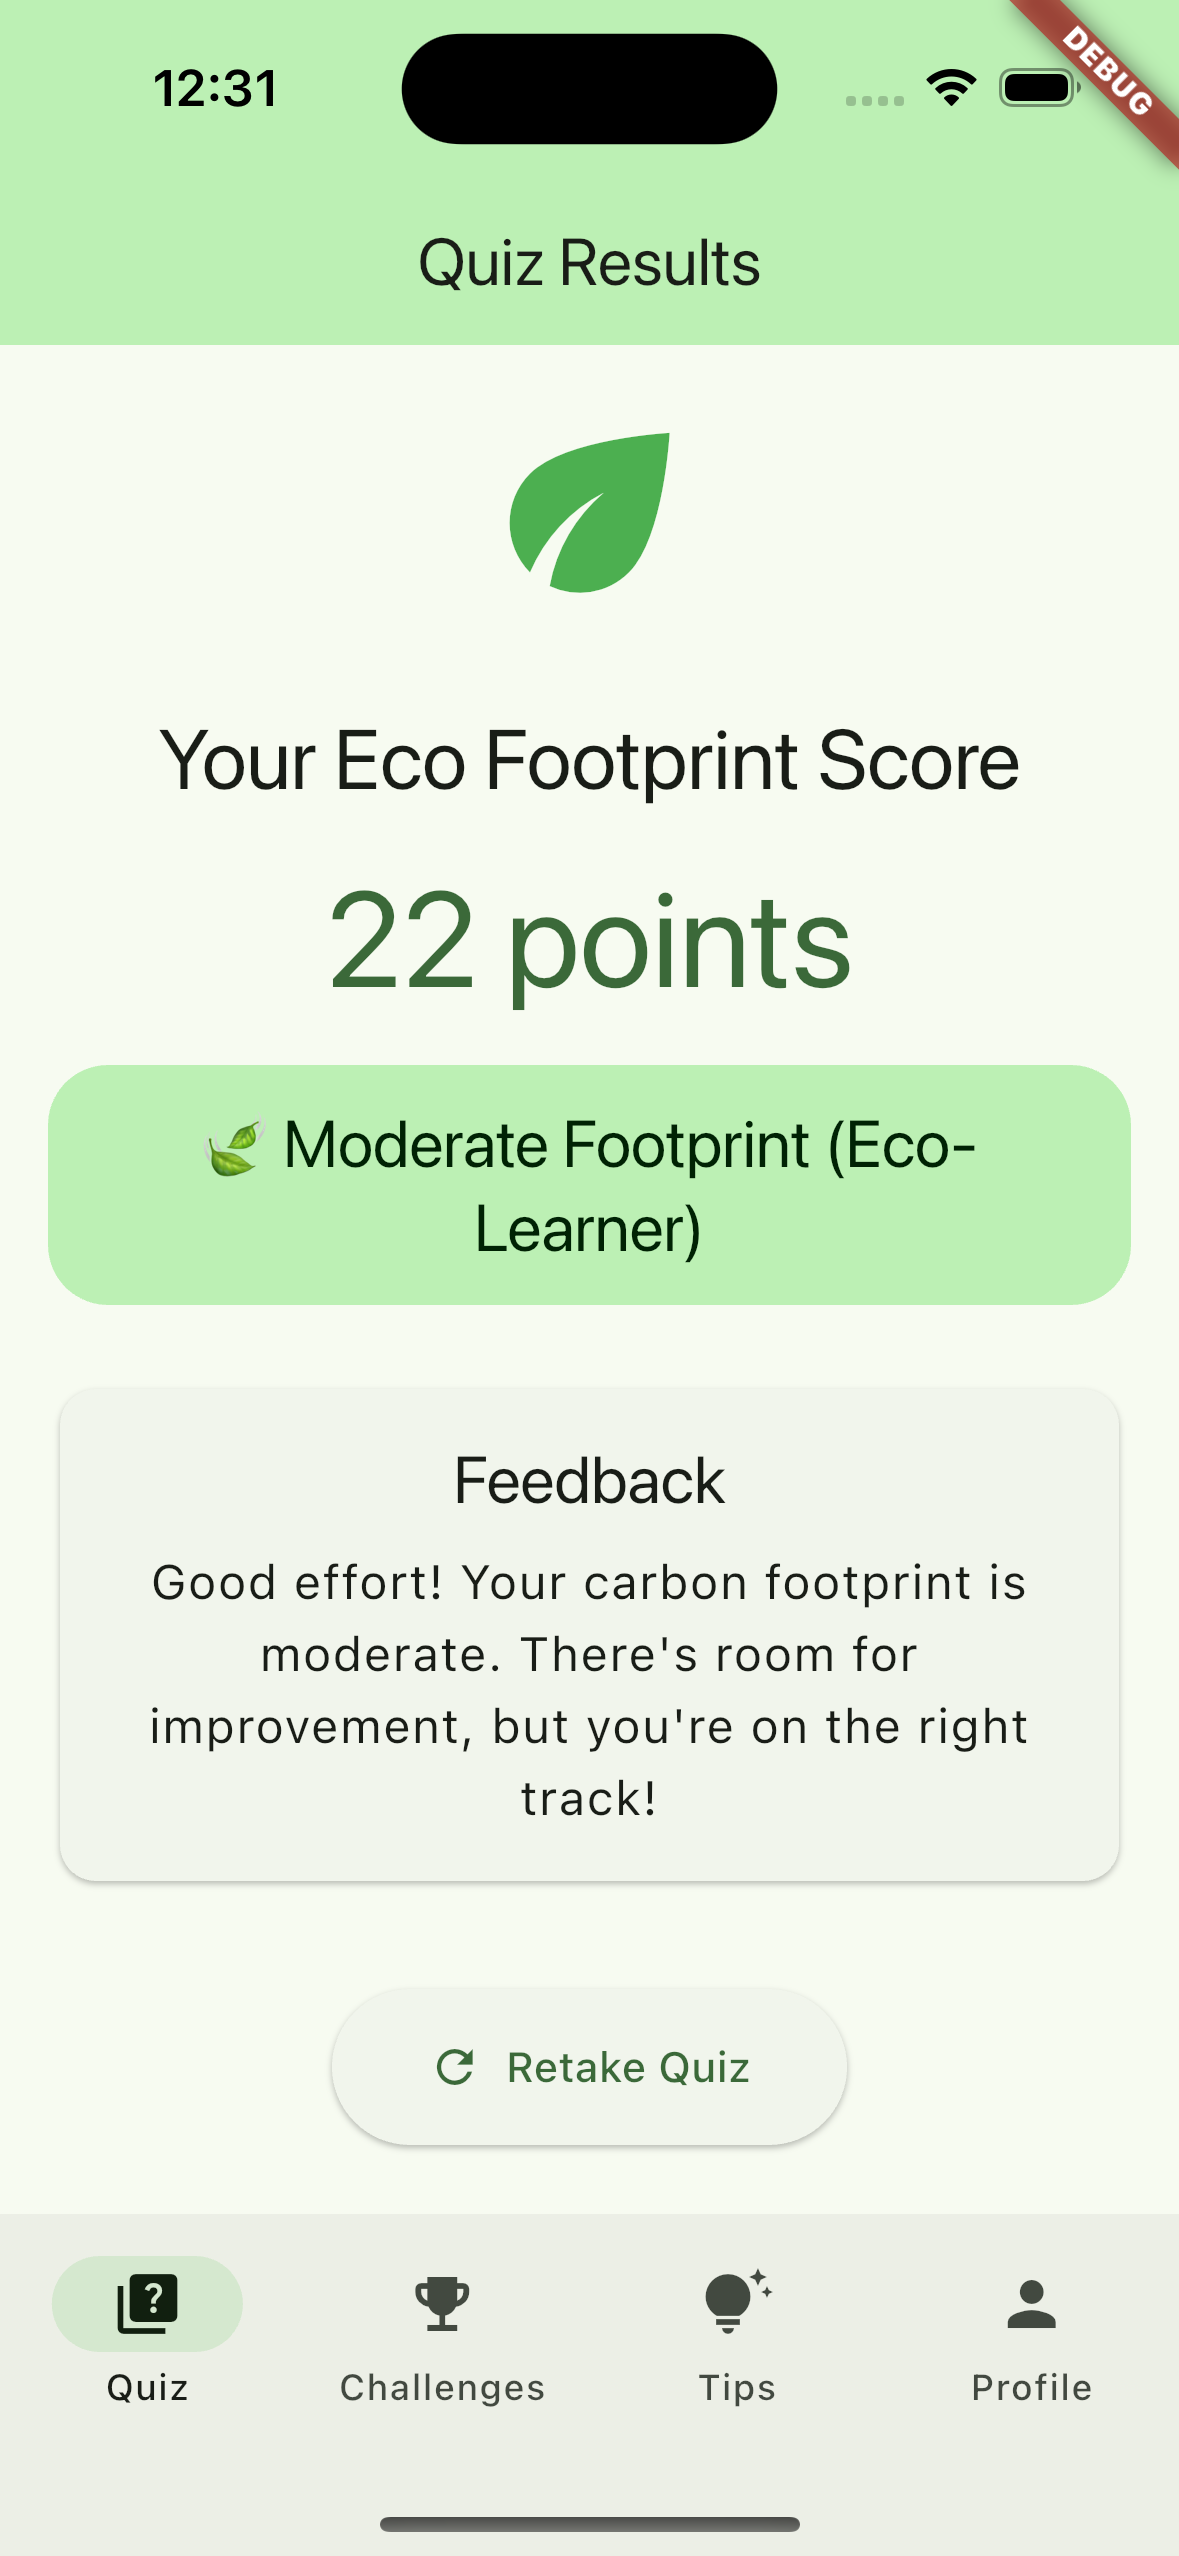 12:31
DEBUG
Quiz Results
Your Eco Footprint Score
22 points
🌿 Moderate Footprint (Eco-
Learner)
Feedback
Good effort! Your carbon footprint is
moderate. There's room for
improvement, but you're on the right
track!
Retake Quiz
Quiz
Challenges
Tips
Profile